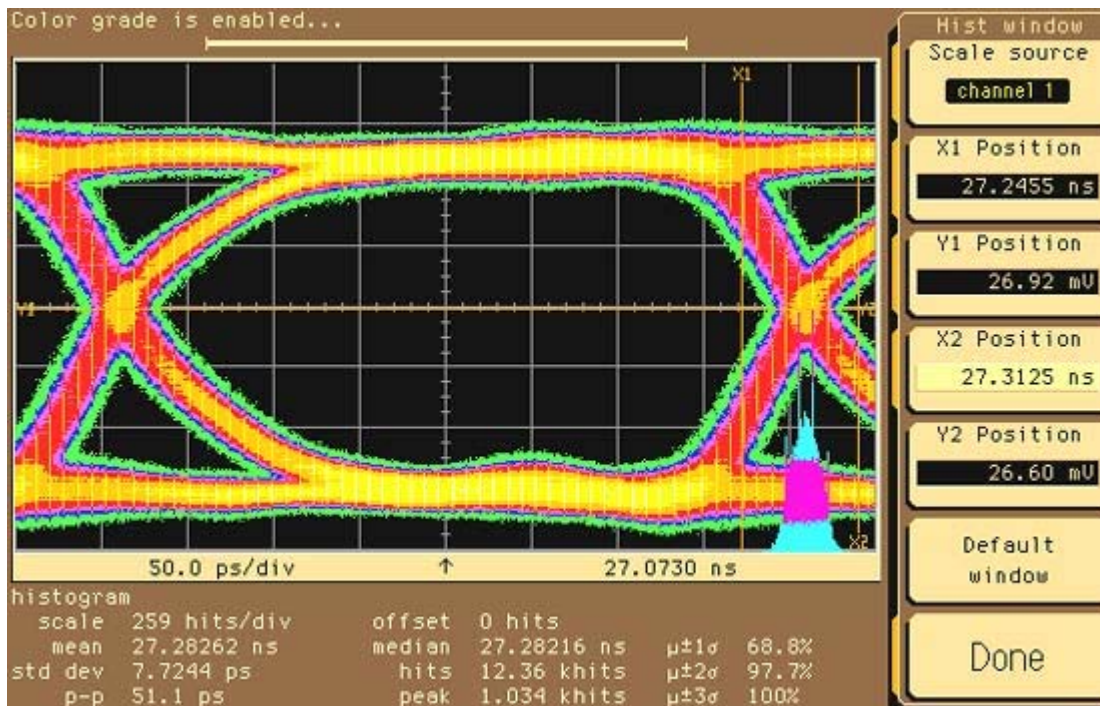 Color grade is enabled...
Hist window
Scale source
channel 1
X1 Position
27.2455 ns
Y1 Position
26.92 mV
X2 Position
27.3125 ns
Y2 Position
26.60 mV
Default
window
Done
X1
Y1
Y2
X2
50.0 ps/div ↑ 27.0730 ns
histogram
scale 259 hits/div offset 0 hits
mean 27.28262 ns median 27.28216 ns µ±1σ 68.8%
std dev 7.7244 ps hits 12.36 khits µ±2σ 97.7%
p-p 51.1 ps peak 1.034 khits µ±3σ 100%